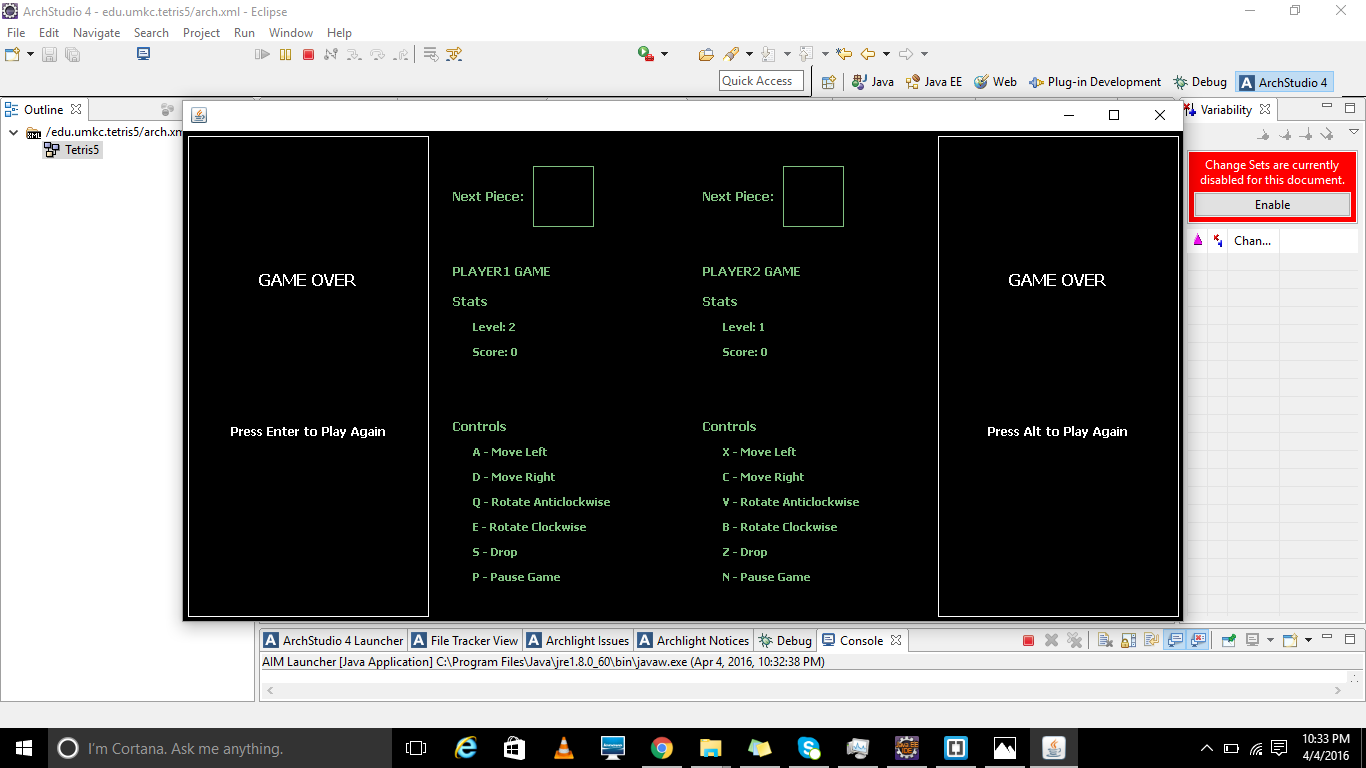 ArchStudio 4 - edu.umkc.tetris5/arch.xml - Eclipse
File Edit Navigate Search Project Run Window Help
Quick Access
Java Java EE Web Plug-in Development Debug ArchStudio 4
Outline
/edu.umkc.tetris5/arch.xm
Tetris5
Variability
Change Sets are currently
disabled for this document.
Enable
Chan...
GAME OVER
Press Enter to Play Again
Next Piece:
PLAYER1 GAME
Stats
Level: 2
Score: 0
Controls
A - Move Left
D - Move Right
Q - Rotate Anticlockwise
E - Rotate Clockwise
S - Drop
P - Pause Game
Next Piece:
PLAYER2 GAME
Stats
Level: 1
Score: 0
Controls
X - Move Left
C - Move Right
V - Rotate Anticlockwise
B - Rotate Clockwise
Z - Drop
N - Pause Game
GAME OVER
Press Alt to Play Again
ArchStudio 4 Launcher File Tracker View Archlight Issues Archlight Notices Debug Console
AIM Launcher [Java Application] C:\Program Files\Java\jre1.8.0_60\bin\javaw.exe (Apr 4, 2016, 10:32:38 PM)
I'm Cortana. Ask me anything.
10:33 PM
4/4/2016